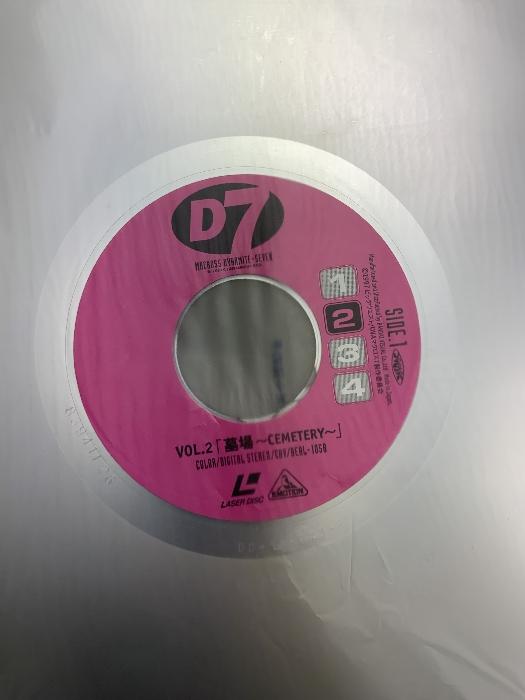 D7
MACROSS DYNAMITE-SEVEN
1
2
3
4
SIDE.1
VOL.2「墓場 ～CEMETERY～」
COLOR/DIGITAL STEREO/CAV/BEAL-1058
LASER DISC
EMOTION